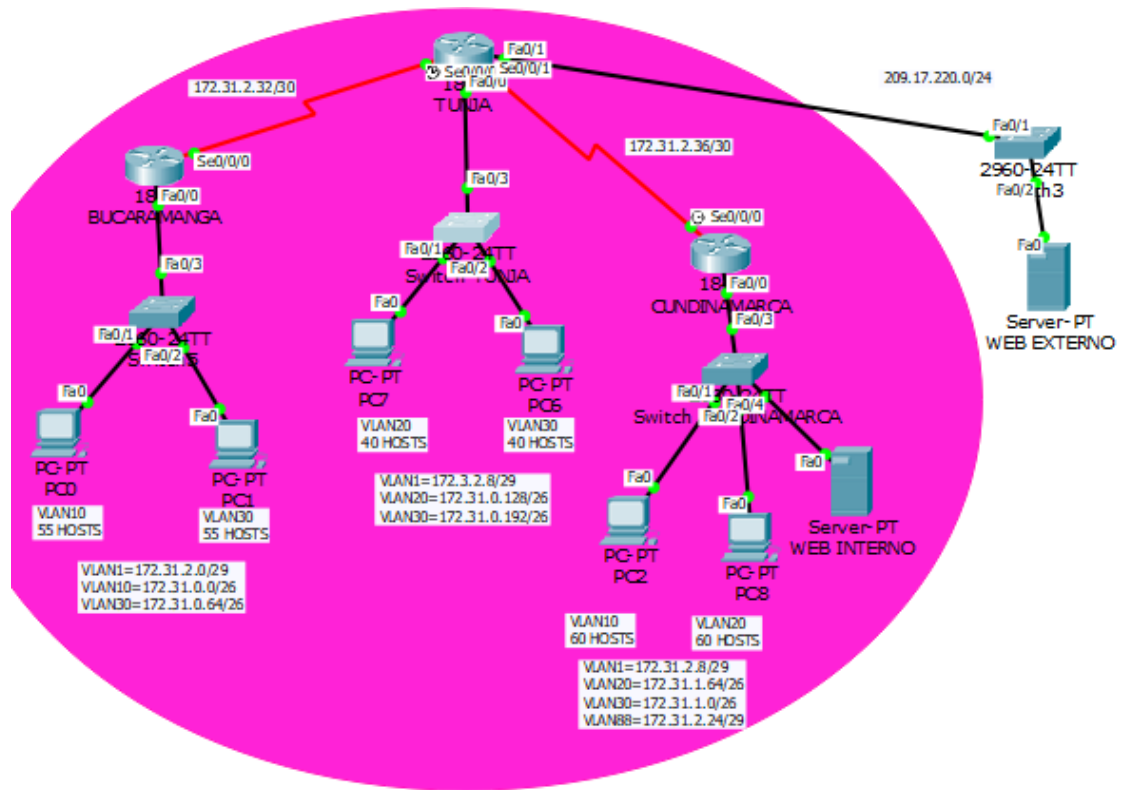 Fa0/1
Se0/0/0
Se0/0/1
Fa0/0
TUNJA
172.31.2.32/30
209.17.220.0/24
172.31.2.36/30
Se0/0/0
Fa0/0
BUCARAMANGA
Fa0/3
Fa0/3
Fa0/1
Fa0/2
Switch TUNJA
Se0/0/0
Fa0/0
CUNDINAMARCA
Fa0/3
Fa0/1
2960-24TT
Fa0/2
Fa0
Server-PT
WEB EXTERNO
Fa0/1
Fa0/2
Fa0
Fa0
PC-PT
PC0
VLAN10
55 HOSTS
PC-PT
PC1
VLAN30
55 HOSTS
VLAN1=172.31.2.0/29
VLAN10=172.31.0.0/26
VLAN30=172.31.0.64/26
Fa0
Fa0
PC-PT
PC7
VLAN20
40 HOSTS
PC-PT
PC6
VLAN30
40 HOSTS
VLAN1=172.3.2.8/29
VLAN20=172.31.0.128/26
VLAN30=172.31.0.192/26
Fa0/1
Fa0/2
Fa0/4
Switch
Fa0
Fa0
Fa0
PC-PT
PC2
PC-PT
PC8
Server-PT
WEB INTERNO
VLAN10
60 HOSTS
VLAN20
60 HOSTS
VLAN1=172.31.2.8/29
VLAN20=172.31.1.64/26
VLAN30=172.31.1.0/26
VLAN88=172.31.2.24/29